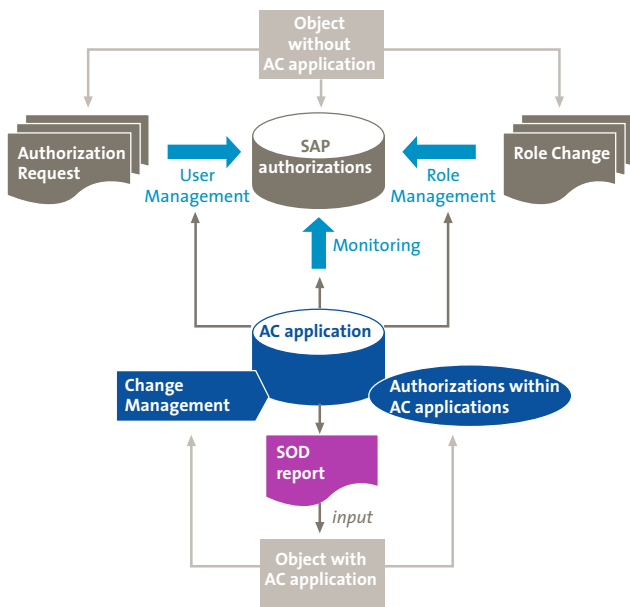 Object
without
AC application
Authorization
Request
SAP
authorizations
Role Change
User
Management
Role
Management
Monitoring
AC application
Change
Management
Authorizations within
AC applications
SOD
report
input
Object with
AC application